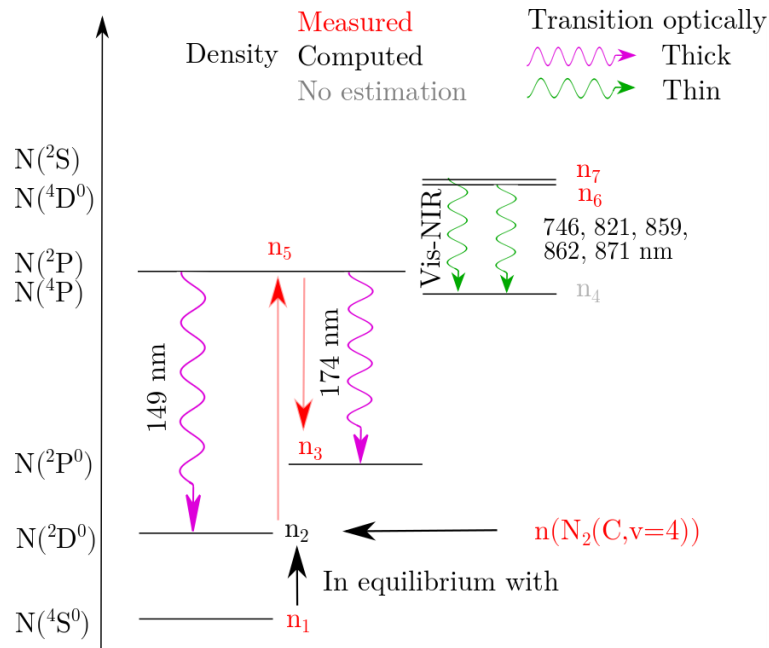 Measured
Density Computed
No estimation
Transition optically
Thick
Thin
N(²S)
N(⁴D⁰)
N(²P)
N(⁴P)
N(²P⁰)
N(²D⁰)
N(⁴S⁰)
n₇
n₆
Vis-NIR
746, 821, 859,
862, 871 nm
n₅
n₄
149 nm
174 nm
n₃
n₂
n(N₂(C,v=4))
In equilibrium with
n₁